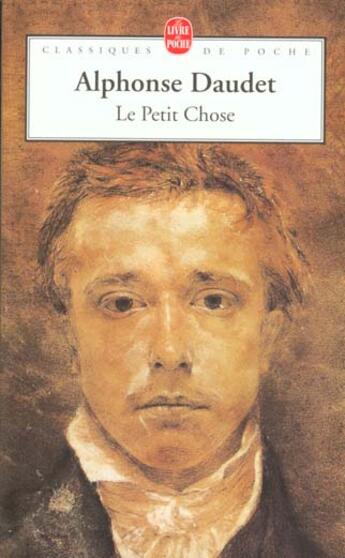 CLASSIQUES DE POCHE
LE LIVRE DE POCHE
Alphonse Daudet
Le Petit Chose